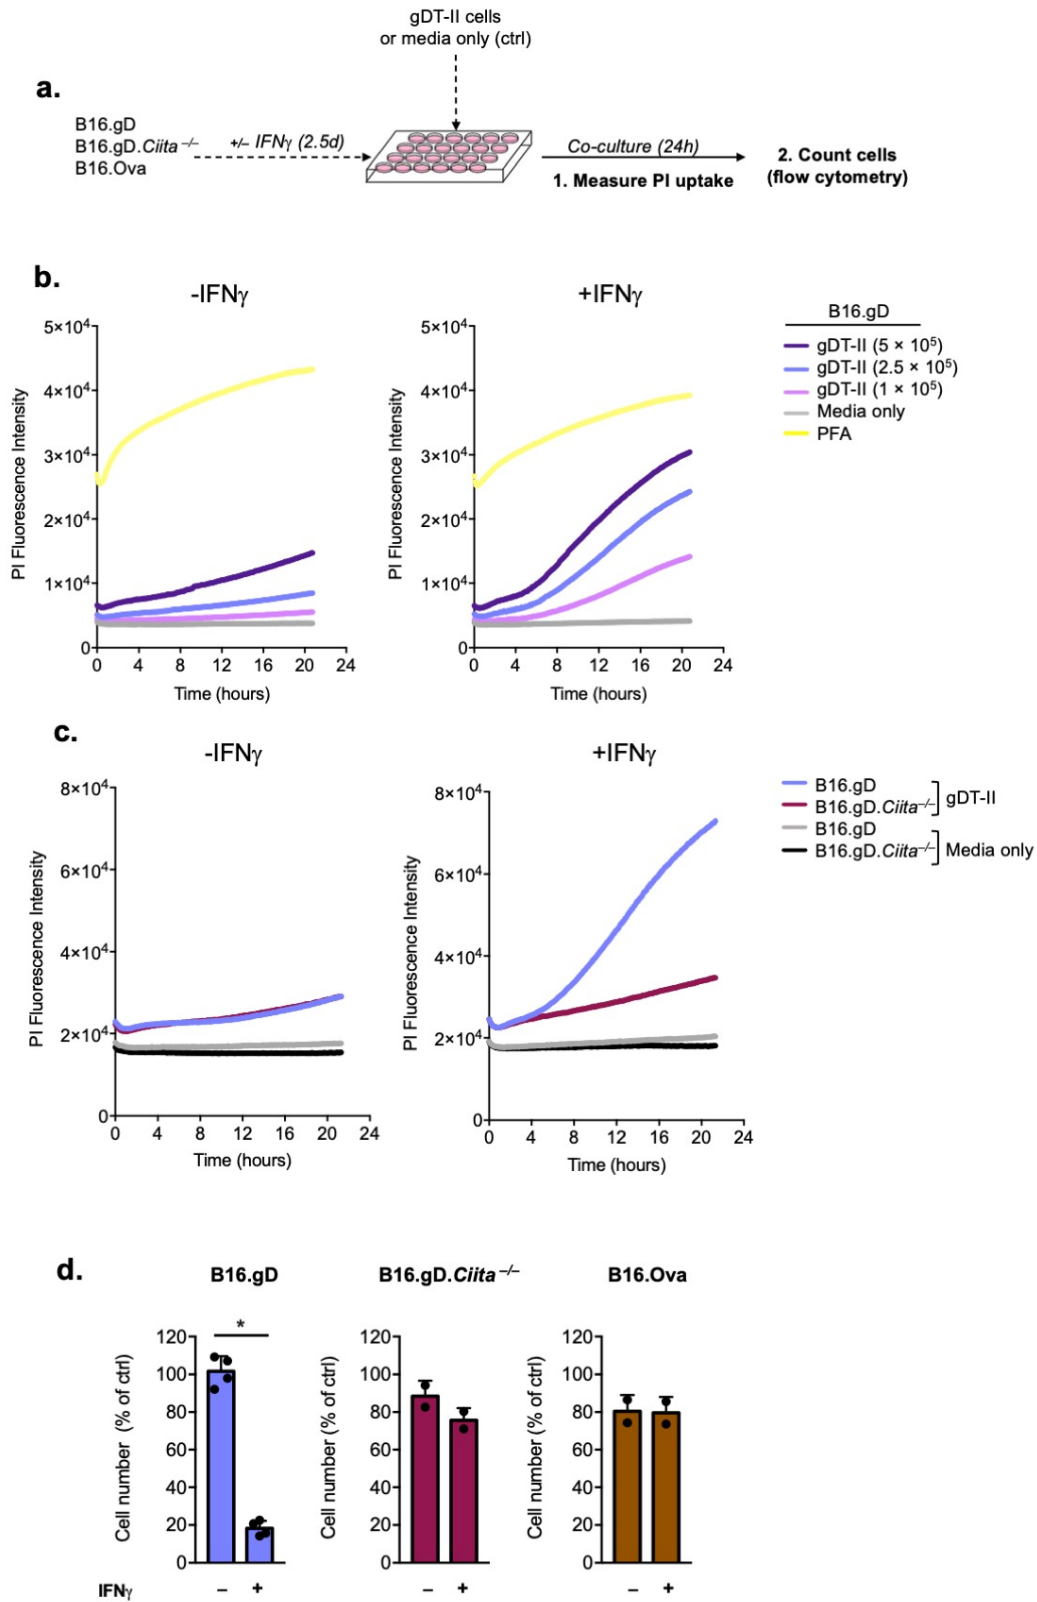 gDT-II cells
or media only (ctrl)
a.
B16.gD
B16.gD.Ciita –/–
B16.Ova
+/– IFNγ (2.5d)
Co-culture (24h)
1. Measure PI uptake
2. Count cells
(flow cytometry)
b.
-IFNγ
PI Fluorescence Intensity
5×10⁴
4×10⁴
3×10⁴
2×10⁴
1×10⁴
0
0 4 8 12 16 20 24
Time (hours)
+IFNγ
PI Fluorescence Intensity
5×10⁴
4×10⁴
3×10⁴
2×10⁴
1×10⁴
0
0 4 8 12 16 20 24
Time (hours)
B16.gD
gDT-II (5 × 10⁵)
gDT-II (2.5 × 10⁵)
gDT-II (1 × 10⁵)
Media only
PFA
c.
-IFNγ
PI Fluorescence Intensity
8×10⁴
6×10⁴
4×10⁴
2×10⁴
0
0 4 8 12 16 20 24
Time (hours)
+IFNγ
PI Fluorescence Intensity
8×10⁴
6×10⁴
4×10⁴
2×10⁴
0
0 4 8 12 16 20 24
Time (hours)
B16.gD
B16.gD.Ciita–/–
gDT-II
B16.gD
B16.gD.Ciita–/–
Media only
d.
B16.gD
Cell number (% of ctrl)
120
100
80
60
40
20
0
*
IFNγ – +
B16.gD.Ciita –/–
Cell number (% of ctrl)
120
100
80
60
40
20
0
– +
B16.Ova
Cell number (% of ctrl)
120
100
80
60
40
20
0
– +